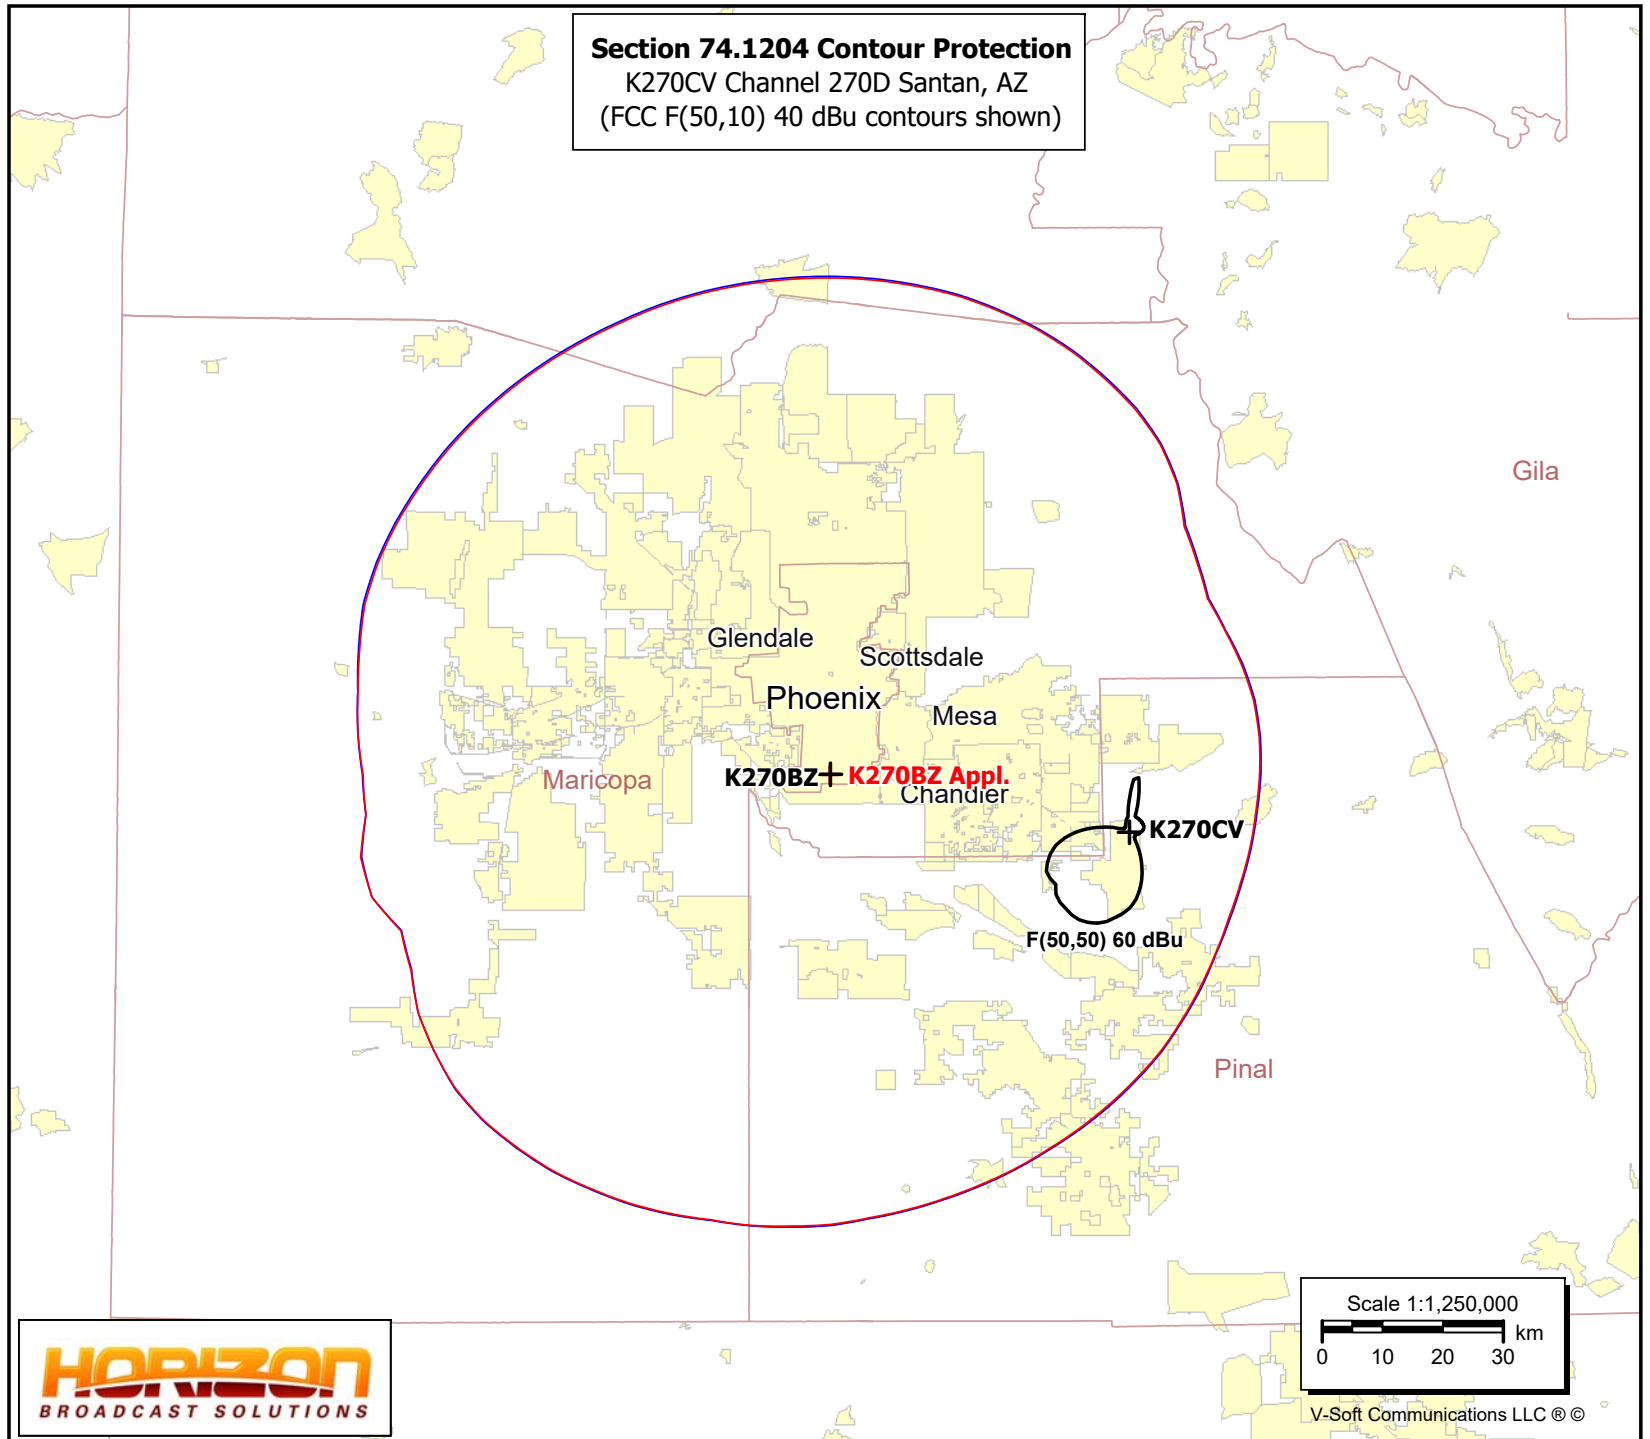 Section 74.1204 Contour Protection
K270CV Channel 270D Santan, AZ
(FCC F(50,10) 40 dBu contours shown)
Gila
Glendale
Scottsdale
Phoenix
Mesa
Maricopa
K270BZ
K270BZ Appl.
Chandler
K270CV
F(50,50) 60 dBu
Pinal
Scale 1:1,250,000
km
0 10 20 30
HORIZON
BROADCAST SOLUTIONS
V-Soft Communications LLC ® ©